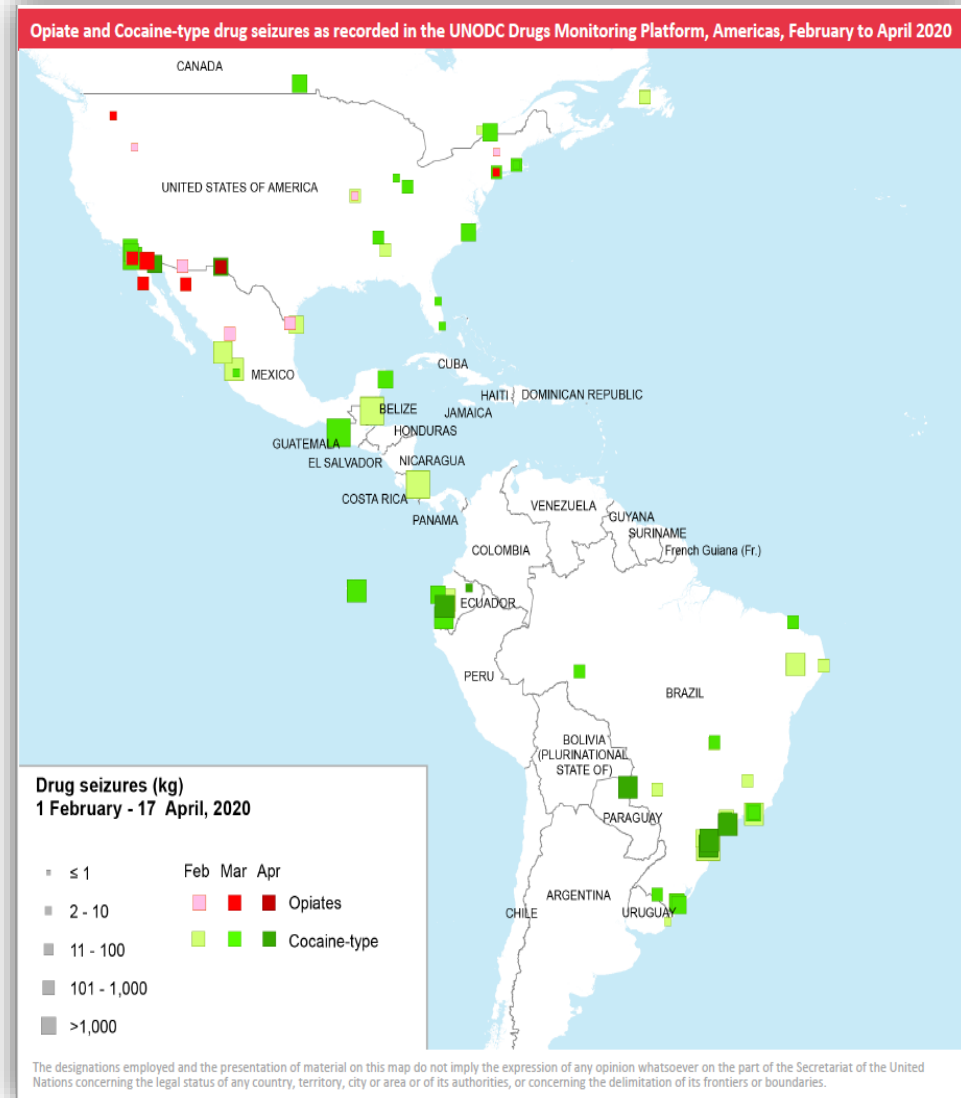 Opiate and Cocaine-type drug seizures as recorded in the UNODC Drugs Monitoring Platform, Americas, February to April 2020
CANADA
UNITED STATES OF AMERICA
MEXICO
CUBA
HAITI
DOMINICAN REPUBLIC
JAMAICA
BELIZE
HONDURAS
GUATEMALA
EL SALVADOR
NICARAGUA
COSTA RICA
PANAMA
VENEZUELA
GUYANA
SURINAME
French Guiana (Fr.)
COLOMBIA
ECUADOR
PERU
BRAZIL
BOLIVIA
(PLURINATIONAL
STATE OF)
PARAGUAY
ARGENTINA
CHILE
URUGUAY
Drug seizures (kg)
1 February - 17 April, 2020
≤ 1
2 - 10
11 - 100
101 - 1,000
>1,000
Feb Mar Apr
Opiates
Cocaine-type
The designations employed and the presentation of material on this map do not imply the expression of any opinion whatsoever on the part of the Secretariat of the United
Nations concerning the legal status of any country, territory, city or area or of its authorities, or concerning the delimitation of its frontiers or boundaries.